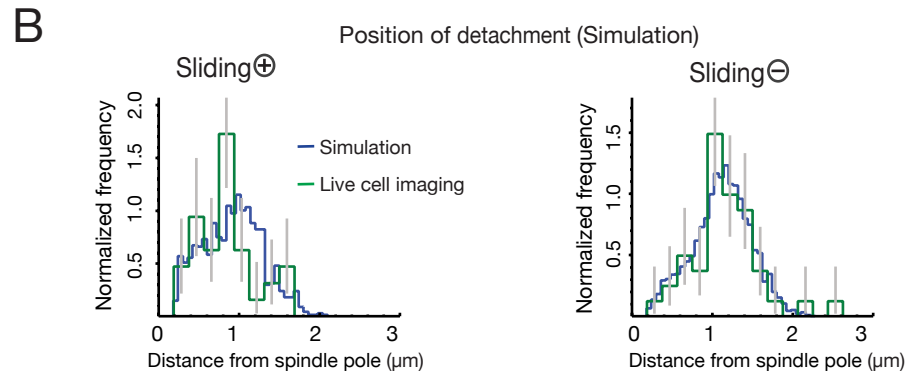 B
Position of detachment (Simulation)
Sliding⊕
Sliding⊖
Normalized frequency
2.0
1.5
1.0
0.5
Simulation
Live cell imaging
0 1 2 3
Distance from spindle pole (μm)
Normalized frequency
1.5
1.0
0.5
0 1 2 3
Distance from spindle pole (μm)